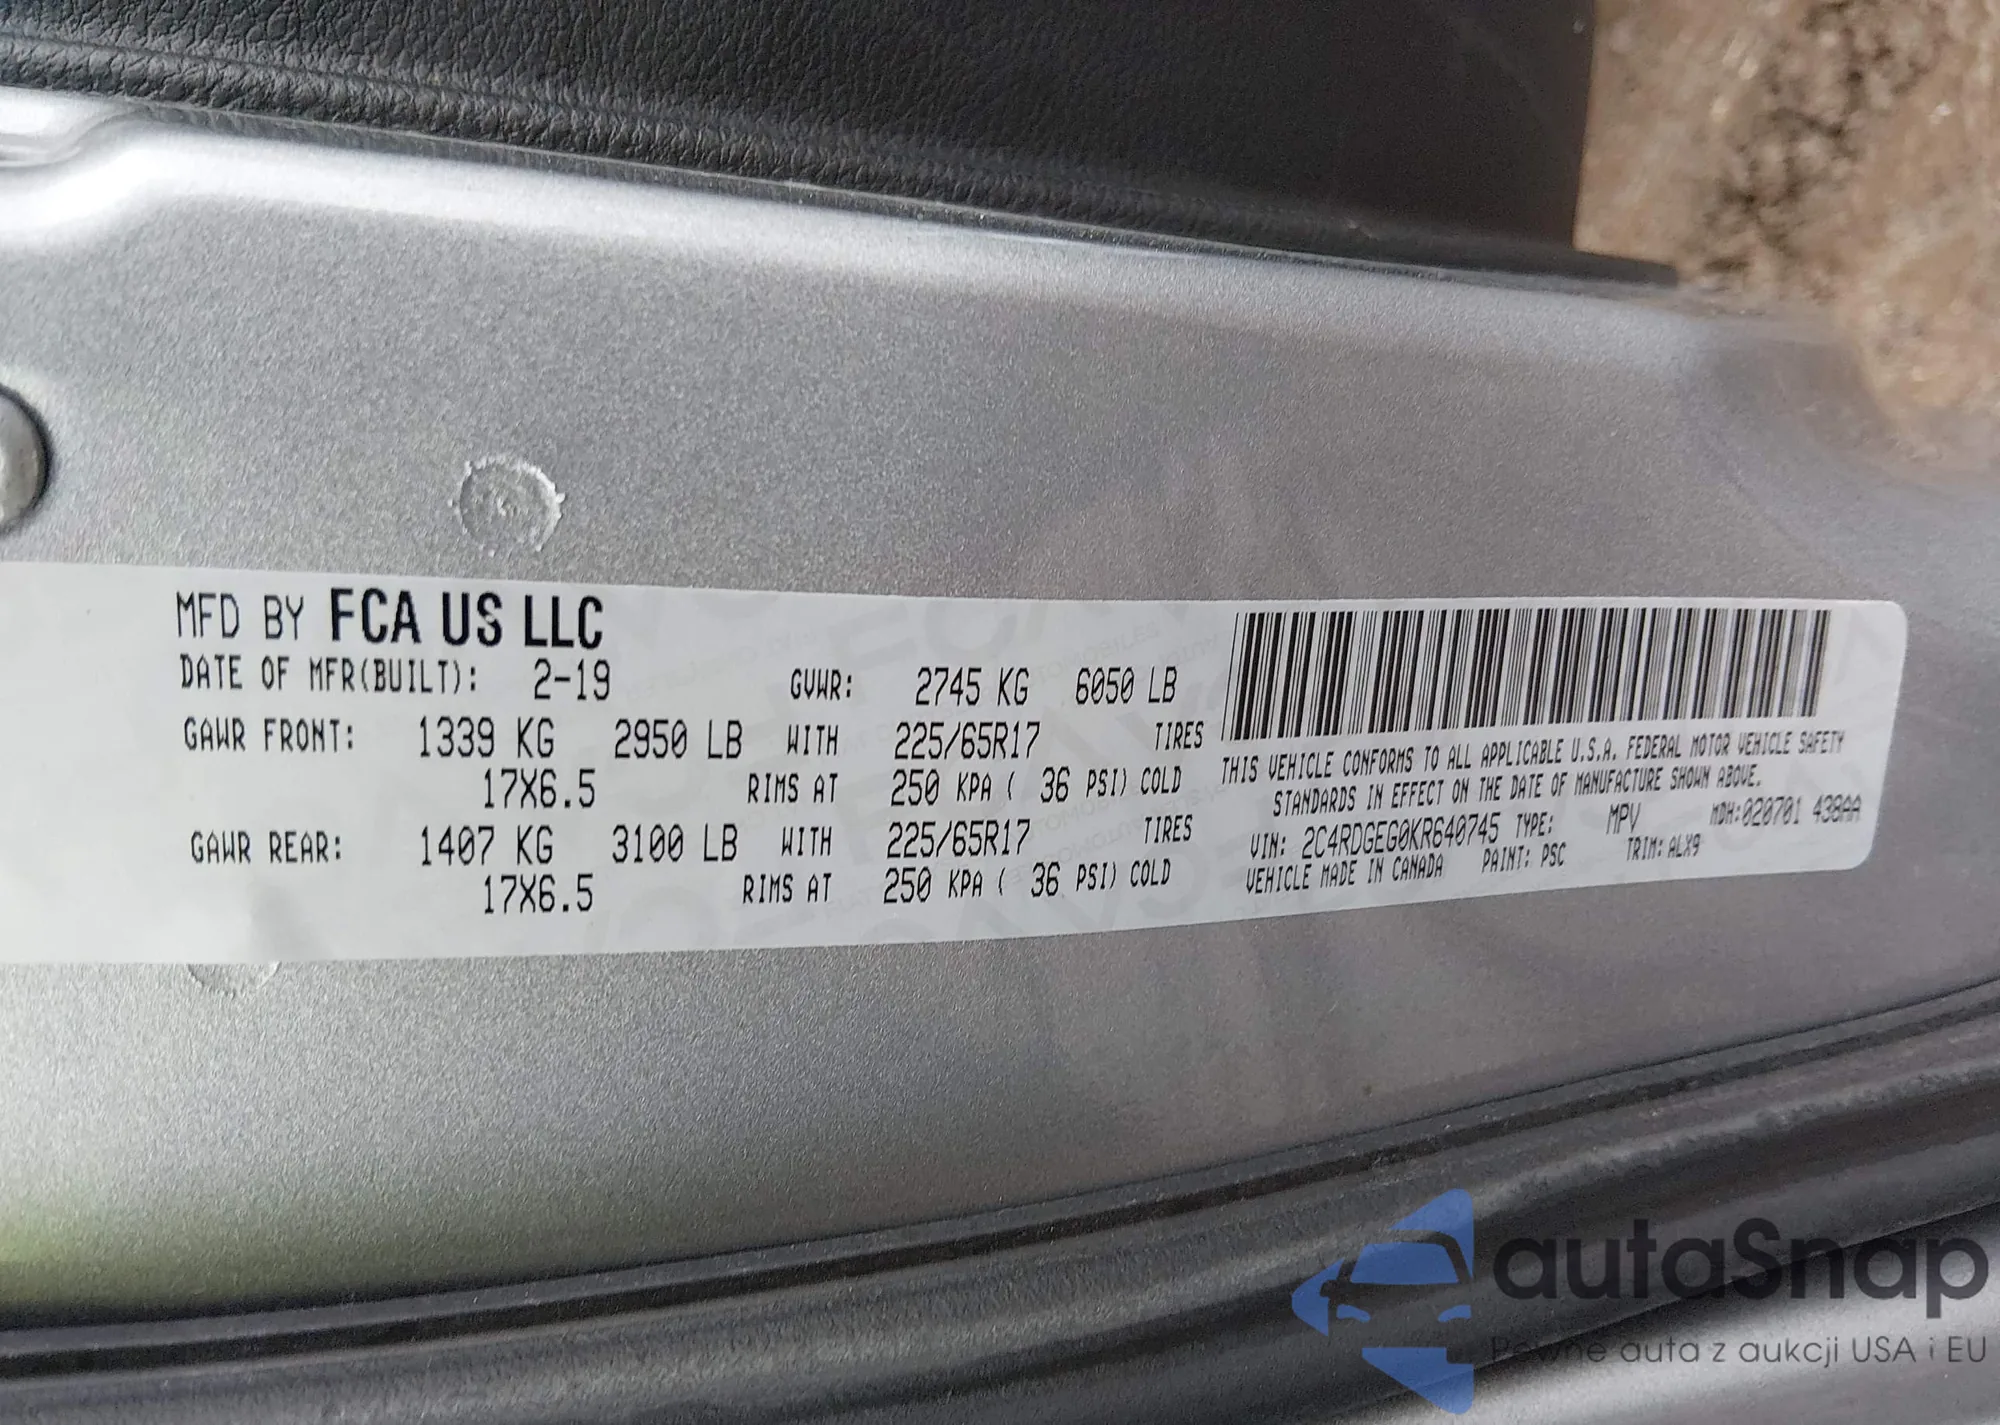 MFD BY FCA US LLC
DATE OF MFR(BUILT): 2-19 GVWR: 2745 KG 6050 LB
GAWR FRONT: 1339 KG 2950 LB WITH 225/65R17 TIRES
17X6.5 RIMS AT 250 KPA ( 36 PSI) COLD
GAWR REAR: 1407 KG 3100 LB WITH 225/65R17 TIRES
17X6.5 RIMS AT 250 KPA ( 36 PSI) COLD
THIS VEHICLE CONFORMS TO ALL APPLICABLE U.S.A. FEDERAL MOTOR VEHICLE SAFETY
STANDARDS IN EFFECT ON THE DATE OF MANUFACTURE SHOWN ABOVE.
VIN: 2C4RDGEG0KR640745 TYPE: MPV MDH:020701 438AA
VEHICLE MADE IN CANADA PAINT: PSC TRIM: ALX9
autaSnap
Pewne auta z aukcji USA i EU